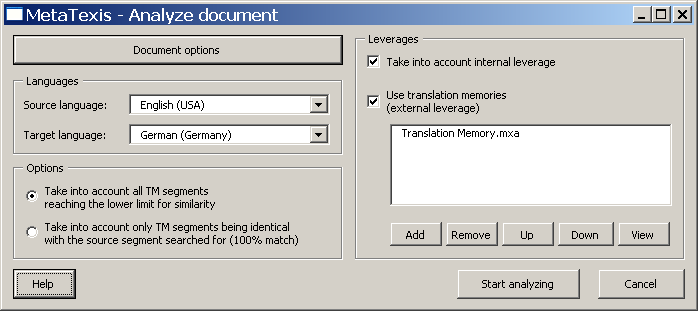 MetaTexis - Analyze document
Document options
Languages
Source language:
English (USA)
Target language:
German (Germany)
Options
Take into account all TM segments
reaching the lower limit for similarity
Take into account only TM segments being identical
with the source segment searched for (100% match)
Leverages
Take into account internal leverage
Use translation memories
(external leverage)
Translation Memory.mxa
Add
Remove
Up
Down
View
Help
Start analyzing
Cancel